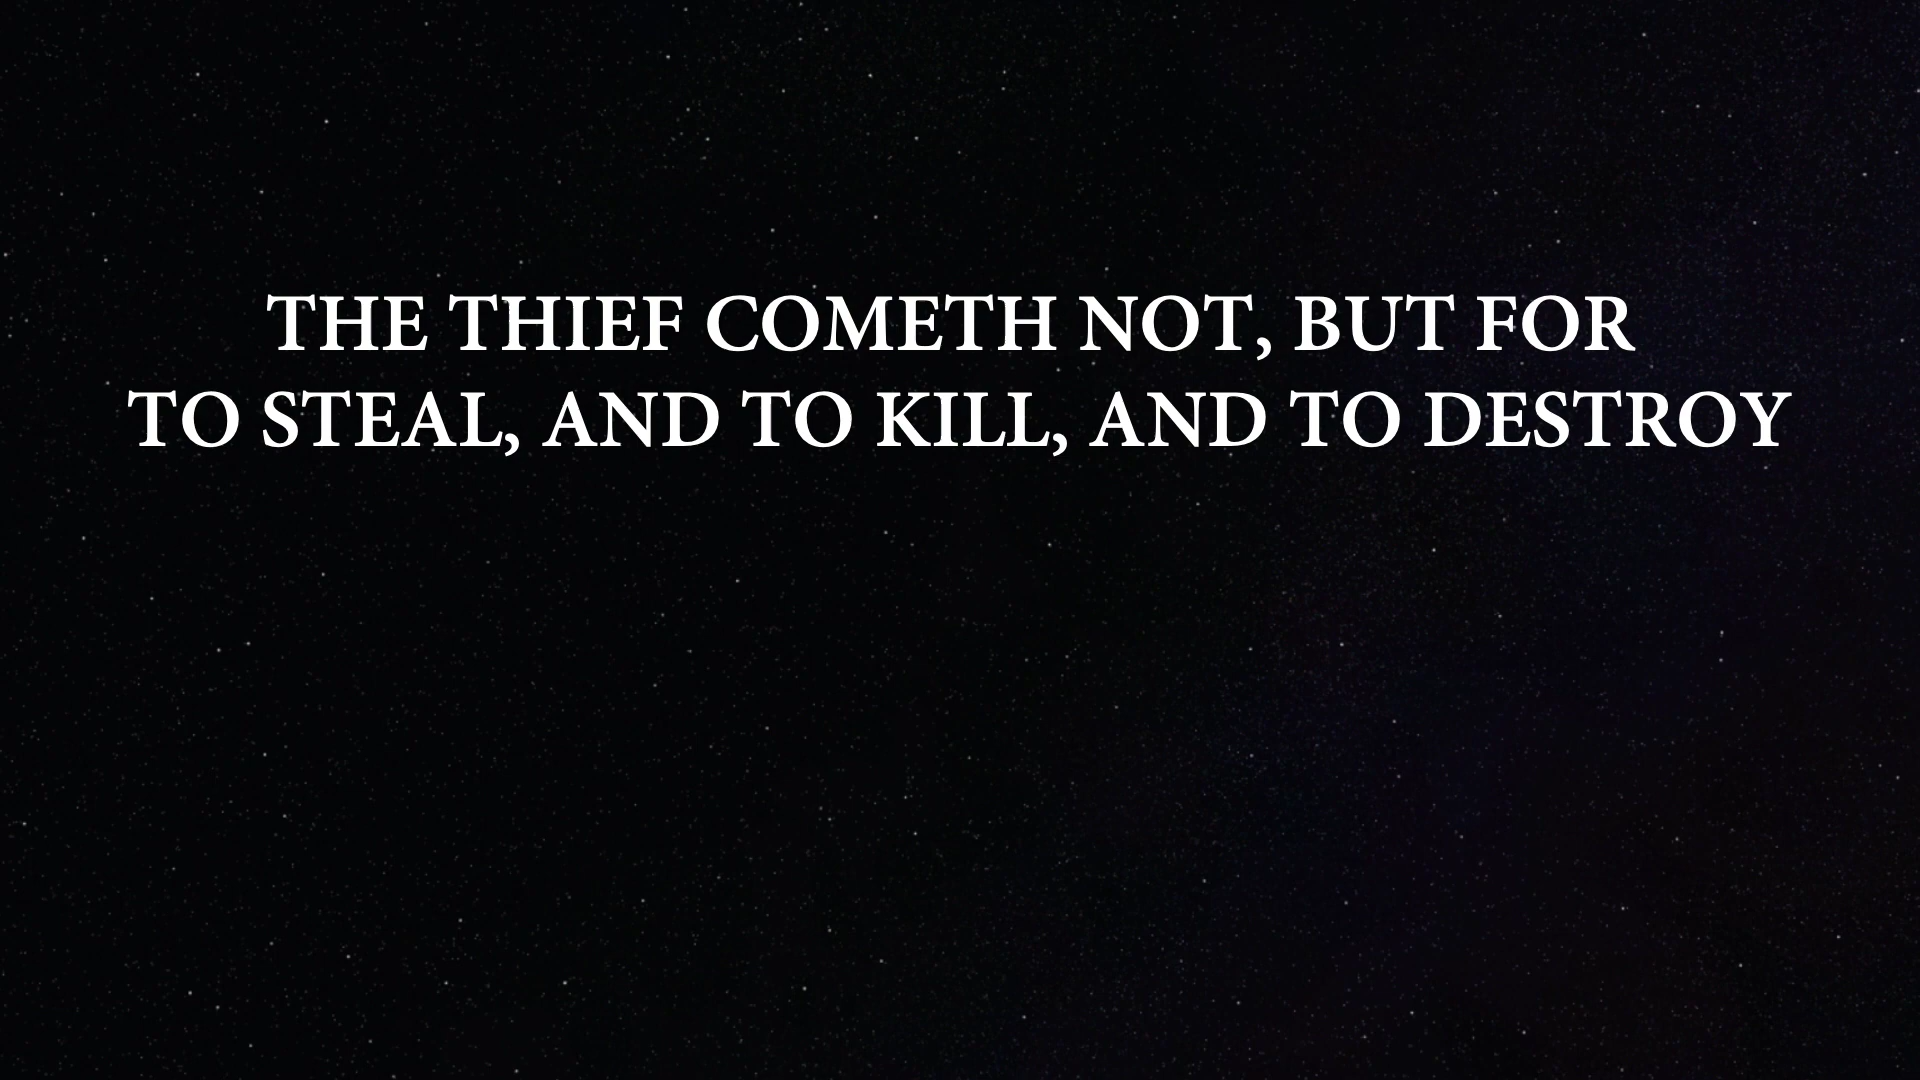 THE THIEF COMETH NOT, BUT FOR
TO STEAL, AND TO KILL, AND TO DESTROY